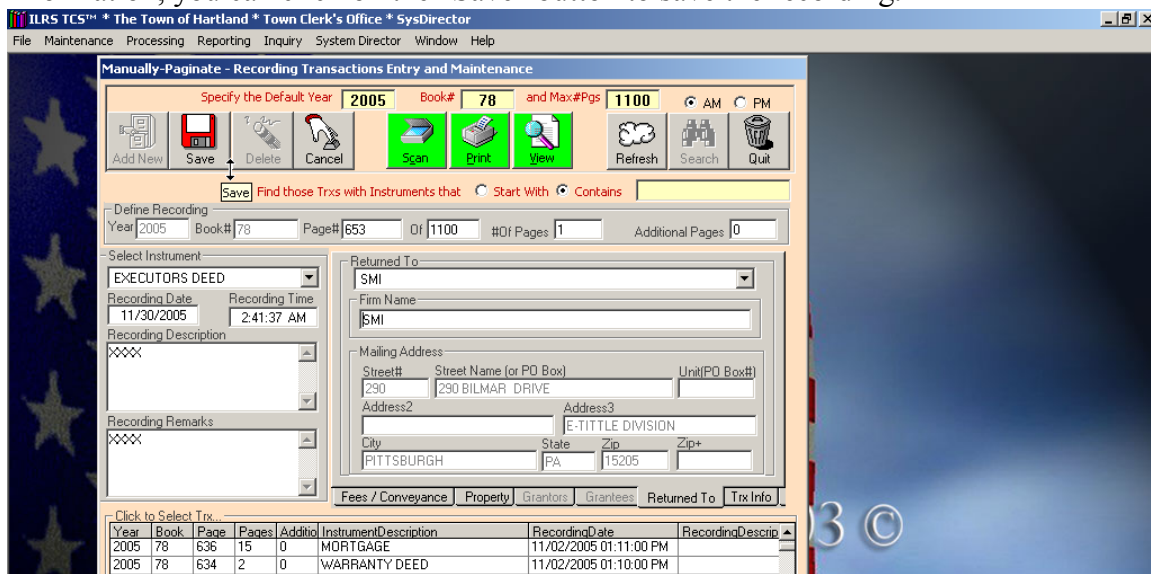 ILRS TCS™ * The Town of Hartland * Town Clerk's Office * SysDirector
File Maintenance Processing Reporting Inquiry System Director Window Help
Manually-Paginate - Recording Transactions Entry and Maintenance
Specify the Default Year 2005 Book# 78 and Max#Pgs 1100 AM PM
Add New Save Delete Cancel Scan Print View Refresh Search Quit
Save Find those Trxs with Instruments that Start With Contains
Define Recording
Year 2005 Book# 78 Page# 653 Of 1100 #Of Pages 1 Additional Pages 0
Select Instrument
EXECUTORS DEED
Recording Date Recording Time
11/30/2005 2:41:37 AM
Recording Description
XXXX
Recording Remarks
XXXX
Returned To
SMI
Firm Name
SMI
Mailing Address
Street# Street Name (or PO Box) Unit(PO Box#)
290 290 BILMAR DRIVE
Address2 Address3
E-TITTLE DIVISION
City State Zip Zip+
PITTSBURGH PA 15205
Fees / Conveyance Property Grantors Grantees Returned To Trx Info
Click to Select Trx...
Year Book Page Pages Additio InstrumentDescription RecordingDate RecordingDescrip
2005 78 636 15 0 MORTGAGE 11/02/2005 01:11:00 PM
2005 78 634 2 0 WARRANTY DEED 11/02/2005 01:10:00 PM
3 ©